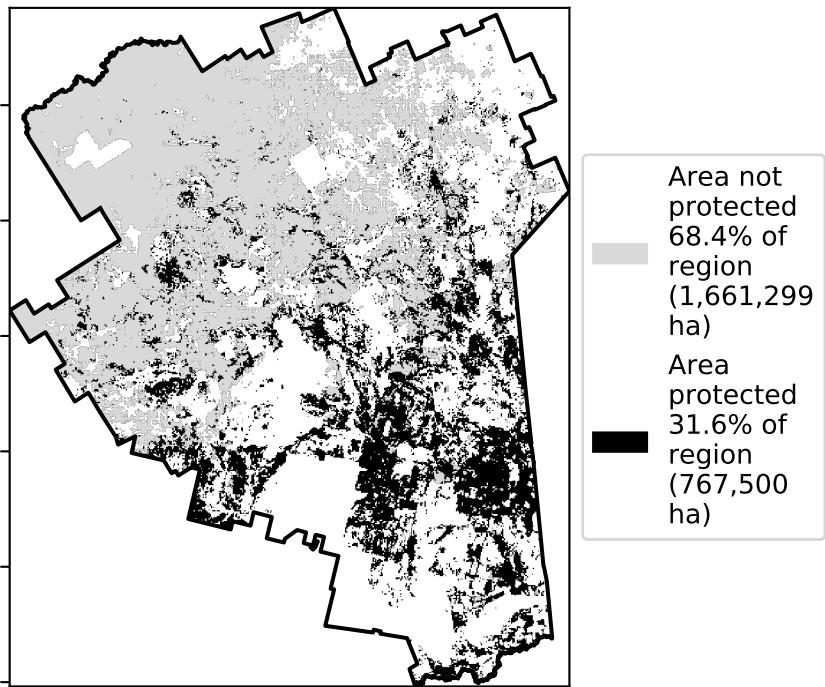 Area not
protected
68.4% of
region
(1,661,299
ha)
Area
protected
31.6% of
region
(767,500
ha)